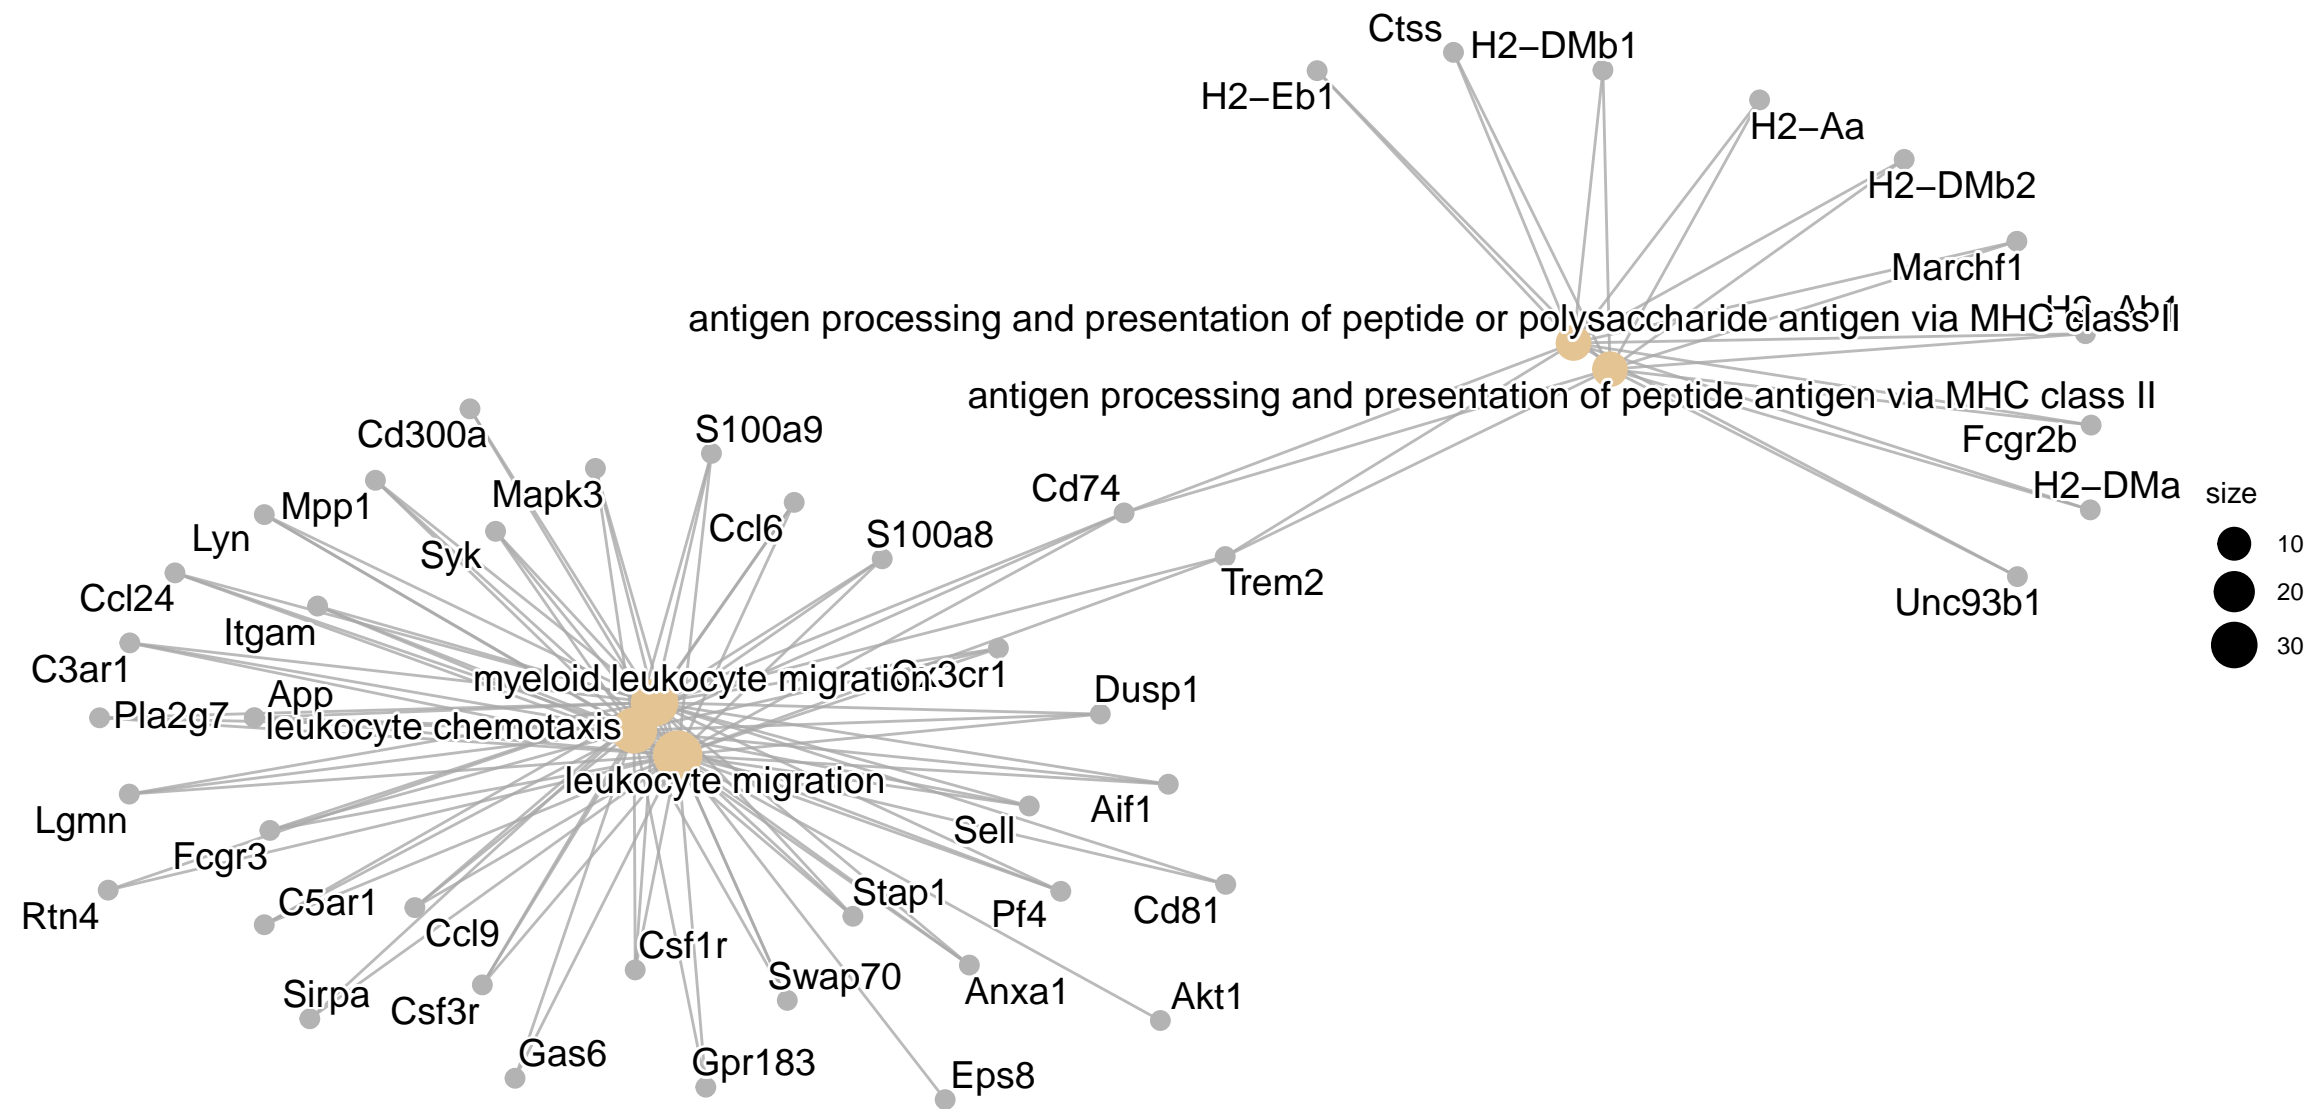 Ctss
H2–DMb1
H2–Eb1
H2–Aa
H2–DMb2
Marchf1
H2–Ab1
antigen processing and presentation of peptide or polysaccharide antigen via MHC class II
antigen processing and presentation of peptide antigen via MHC class II
Cd300a
S100a9
Fcgr2b
Mapk3
Cd74
H2–DMa
size
Mpp1
Lyn
Ccl6
S100a8
10
Syk
Ccl24
Trem2
20
Unc93b1
Itgam
30
C3ar1
myeloid leukocyte migration
Cx3cr1
App
Dusp1
Pla2g7
leukocyte chemotaxis
leukocyte migration
Lgmn
Aif1
Sell
Fcgr3
Rtn4
C5ar1
Stap1
Pf4
Cd81
Ccl9
Csf1r
Swap70
Sirpa
Csf3r
Anxa1
Akt1
Gas6
Gpr183
Eps8